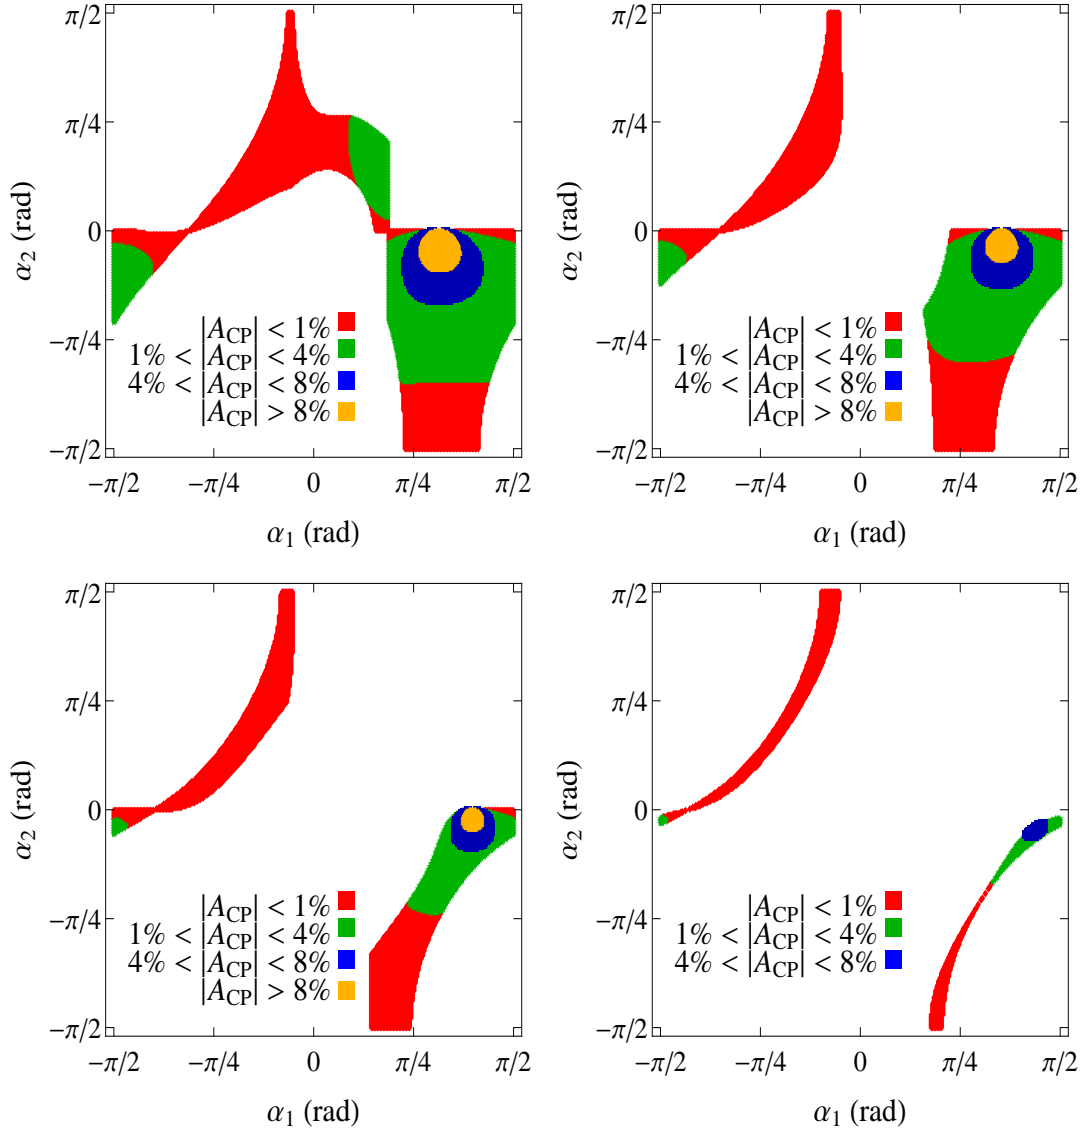 π/2
π/4
0
−π/4
−π/2
α2 (rad)
|ACP| < 1%
1% < |ACP| < 4%
4% < |ACP| < 8%
|ACP| > 8%
−π/2 −π/4 0 π/4 π/2
α1 (rad)
π/2
π/4
0
−π/4
−π/2
α2 (rad)
|ACP| < 1%
1% < |ACP| < 4%
4% < |ACP| < 8%
|ACP| > 8%
−π/2 −π/4 0 π/4 π/2
α1 (rad)
π/2
π/4
0
−π/4
−π/2
α2 (rad)
|ACP| < 1%
1% < |ACP| < 4%
4% < |ACP| < 8%
|ACP| > 8%
−π/2 −π/4 0 π/4 π/2
α1 (rad)
π/2
π/4
0
−π/4
−π/2
α2 (rad)
|ACP| < 1%
1% < |ACP| < 4%
4% < |ACP| < 8%
−π/2 −π/4 0 π/4 π/2
α1 (rad)